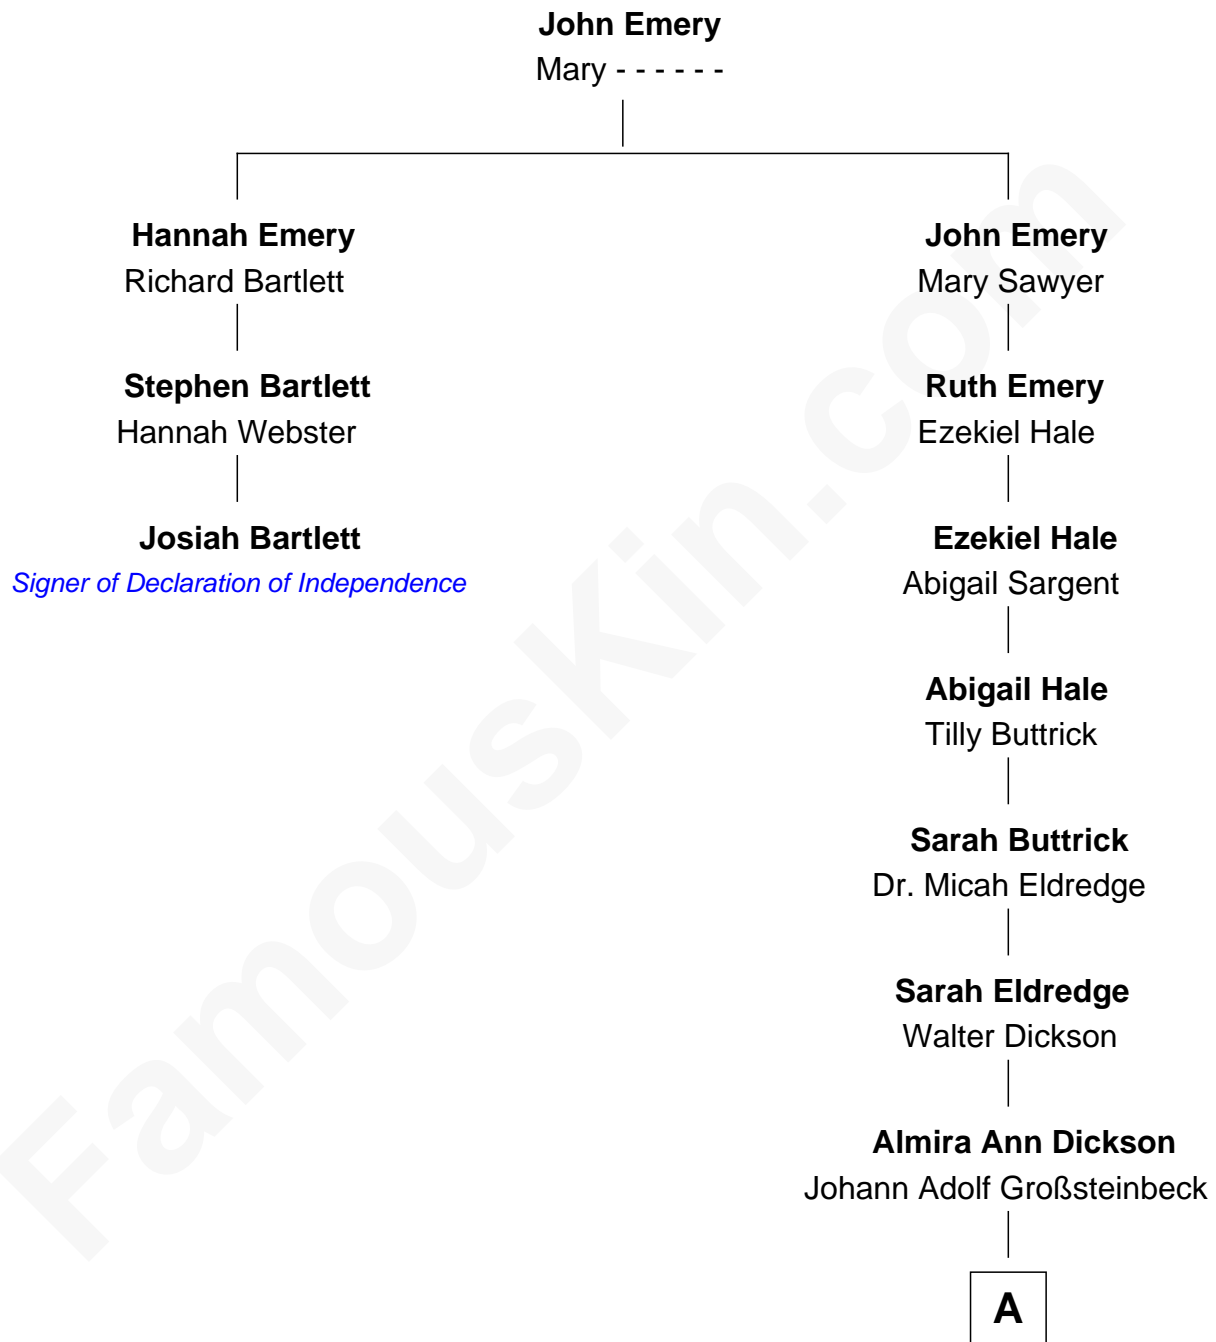 John Emery
Mary - - - - - -
Hannah Emery
Richard Bartlett
John Emery
Mary Sawyer
Stephen Bartlett
Hannah Webster
Ruth Emery
Ezekiel Hale
Josiah Bartlett
Signer of Declaration of Independence
Ezekiel Hale
Abigail Sargent
Abigail Hale
Tilly Buttrick
Sarah Buttrick
Dr. Micah Eldredge
Sarah Eldredge
Walter Dickson
Almira Ann Dickson
Johann Adolf Großsteinbeck
A
FamousKin.com